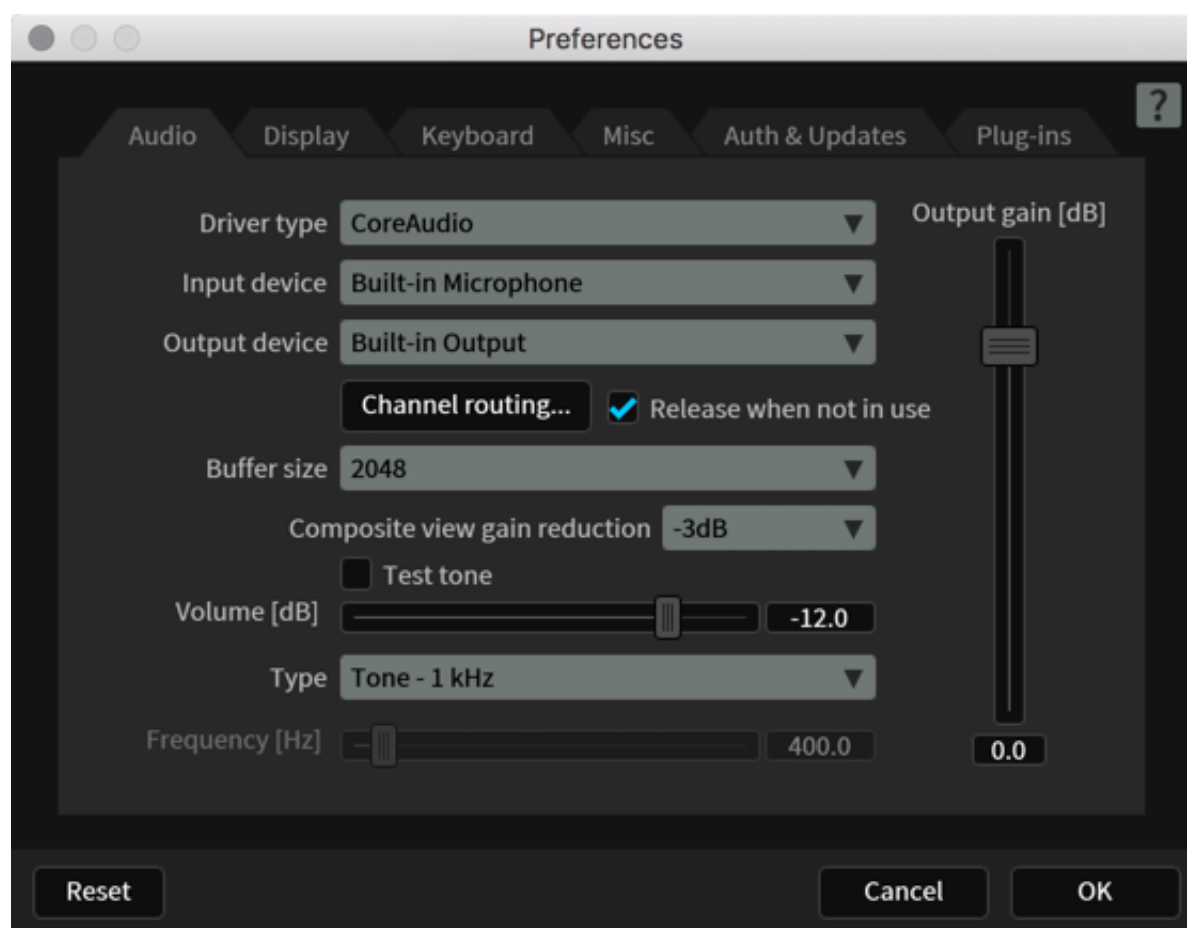 Preferences
?
Audio Display Keyboard Misc Auth & Updates Plug-ins
Driver type CoreAudio Output gain [dB]
Input device Built-in Microphone
Output device Built-in Output
Channel routing... Release when not in use
Buffer size 2048
Composite view gain reduction -3dB
Test tone
Volume [dB] -12.0
Type Tone - 1 kHz
Frequency [Hz] 400.0 0.0
Reset Cancel OK